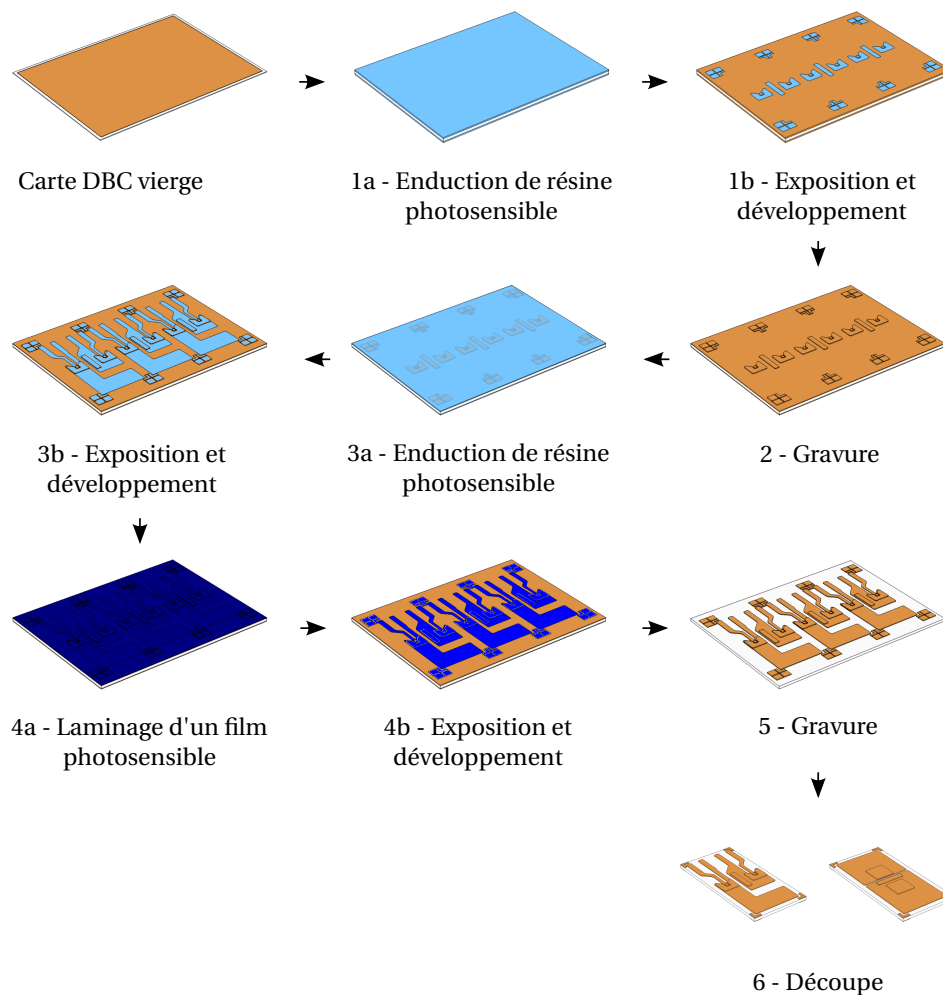 Carte DBC vierge
1a - Enduction de résine
photosensible
1b - Exposition et
développement
3b - Exposition et
développement
3a - Enduction de résine
photosensible
2 - Gravure
4a - Laminage d'un film
photosensible
4b - Exposition et
développement
5 - Gravure
6 - Découpe